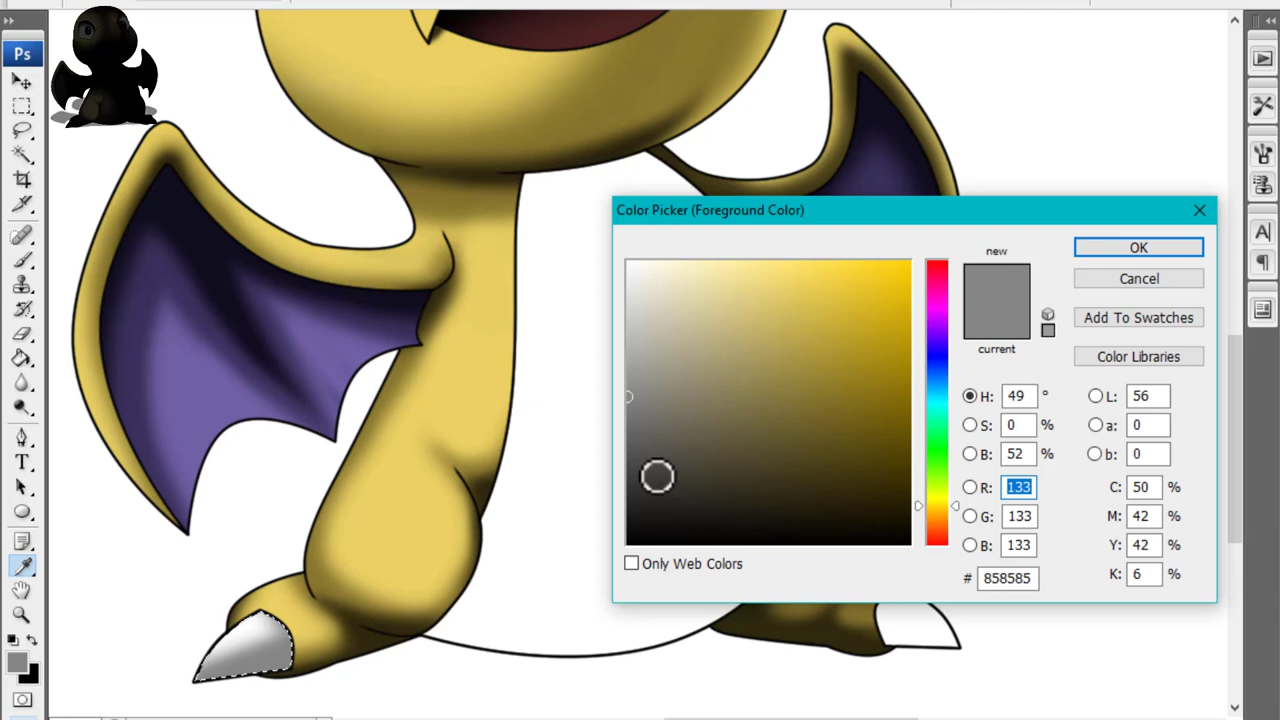 Ps
Color Picker (Foreground Color)
new
current
OK
Cancel
Add To Swatches
Color Libraries
H: 49 °
S: 0 %
B: 52 %
R: 133
G: 133
B: 133
L: 56
a: 0
b: 0
C: 50 %
M: 42 %
Y: 42 %
K: 6 %
# 858585
Only Web Colors
T
A